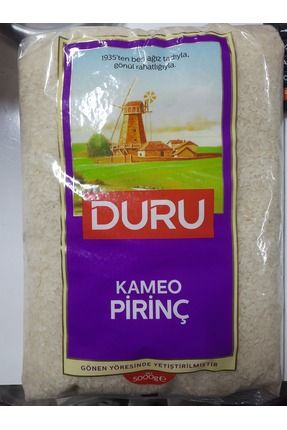 1935'ten beri ağız tadıyla,
gönül rahatlığıyla.
DURU
KAMEO
PİRİNÇ
GÖNEN YÖRESİNDE YETİŞTİRİLMİŞTİR
5000g℮